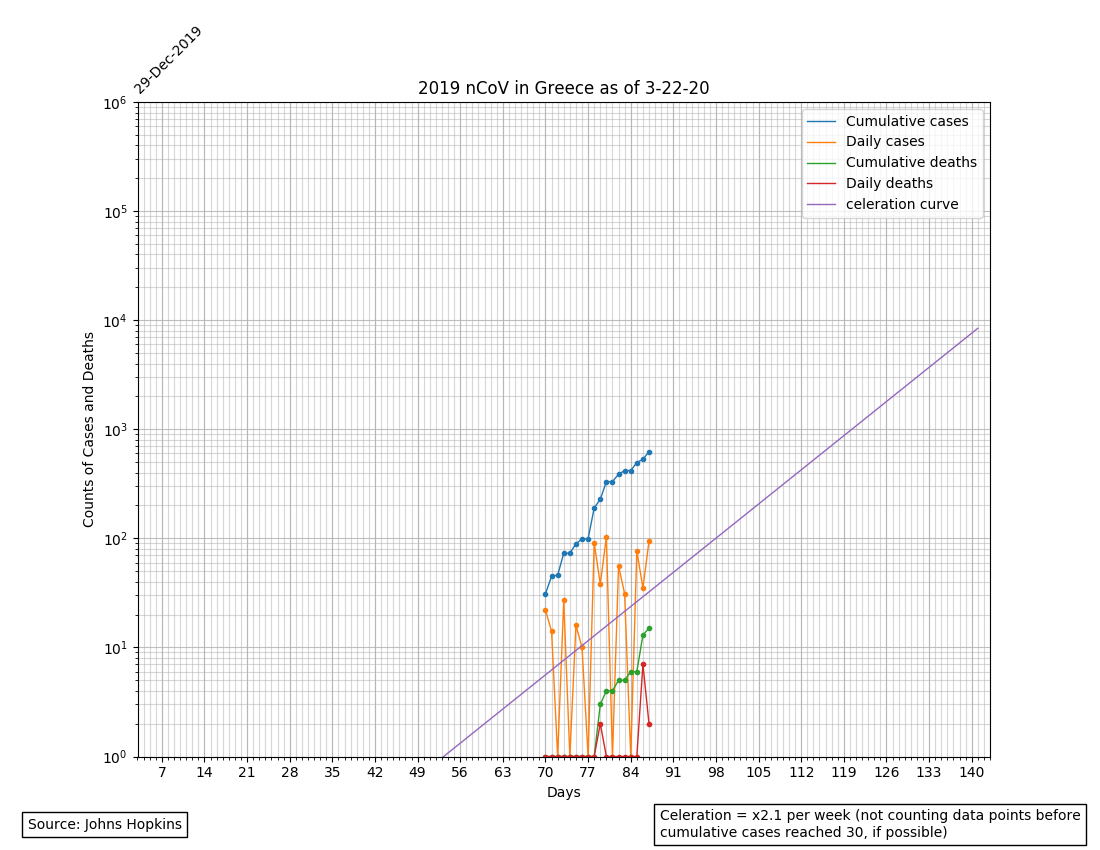 29-Dec-2019
2019 nCoV in Greece as of 3-22-20
10^6
10^5
10^4
10^3
10^2
10^1
10^0
Counts of Cases and Deaths
Cumulative cases
Daily cases
Cumulative deaths
Daily deaths
celeration curve
7 14 21 28 35 42 49 56 63 70 77 84 91 98 105 112 119 126 133 140
Days
Source: Johns Hopkins
Celeration = x2.1 per week (not counting data points before
cumulative cases reached 30, if possible)